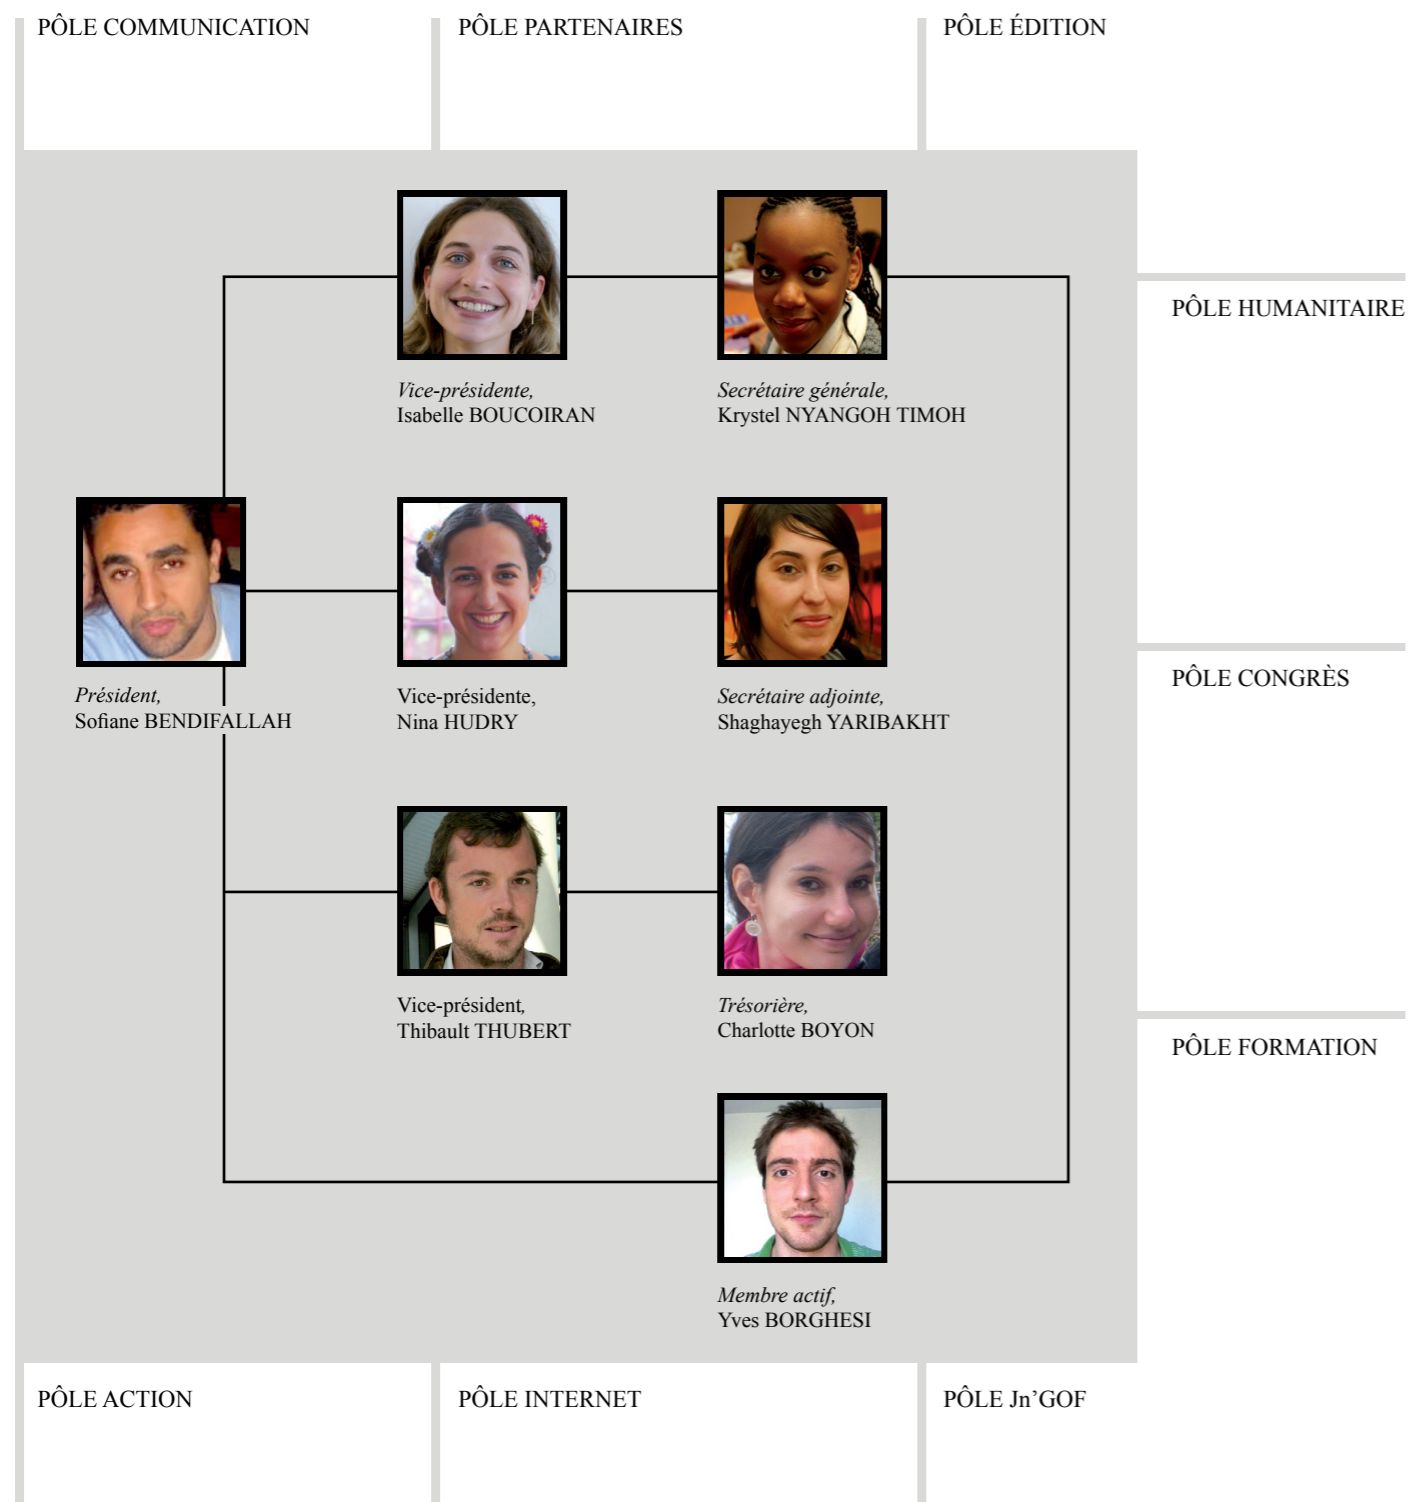 PÔLE COMMUNICATION
PÔLE PARTENAIRES
PÔLE ÉDITION
Vice-présidente,
Isabelle BOUCOIRAN
Secrétaire générale,
Krystel NYANGOH TIMOH
PÔLE HUMANITAIRE
Président,
Sofiane BENDIFALLAH
Vice-présidente,
Nina HUDRY
Secrétaire adjointe,
Shaghayegh YARIBAKHT
PÔLE CONGRÈS
Vice-président,
Thibault THUBERT
Trésorière,
Charlotte BOYON
PÔLE FORMATION
Membre actif,
Yves BORGHESI
PÔLE ACTION
PÔLE INTERNET
PÔLE Jn’GOF